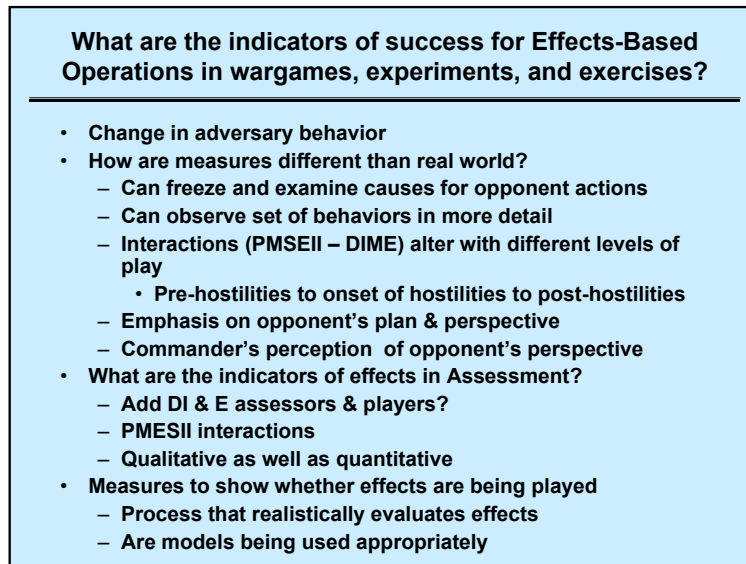 What are the indicators of success for Effects-Based
Operations in wargames, experiments, and exercises?
• Change in adversary behavior
• How are measures different than real world?
– Can freeze and examine causes for opponent actions
– Can observe set of behaviors in more detail
– Interactions (PMSEII – DIME) alter with different levels of
play
• Pre-hostilities to onset of hostilities to post-hostilities
– Emphasis on opponent's plan & perspective
– Commander's perception of opponent's perspective
• What are the indicators of effects in Assessment?
– Add DI & E assessors & players?
– PMESII interactions
– Qualitative as well as quantitative
• Measures to show whether effects are being played
– Process that realistically evaluates effects
– Are models being used appropriately